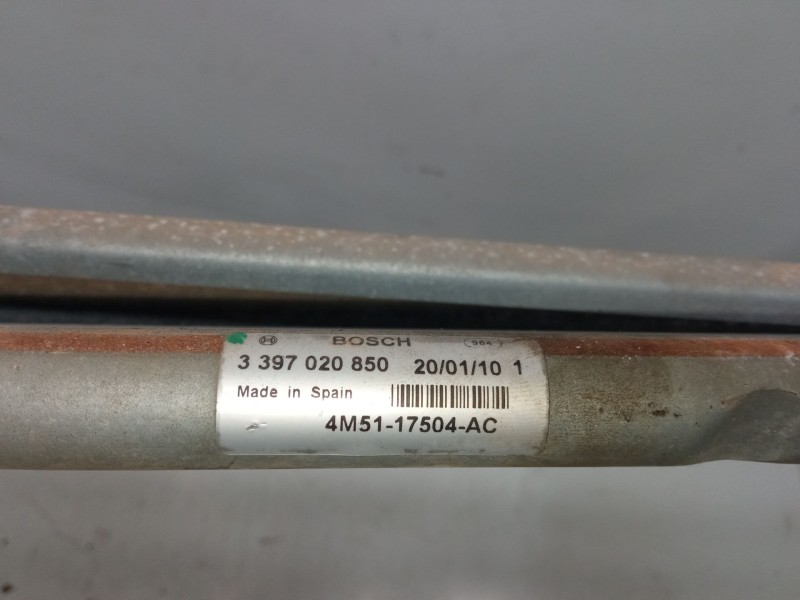 BOSCH
3 397 020 850 20/01/10 1
Made in Spain
4M51-17504-AC